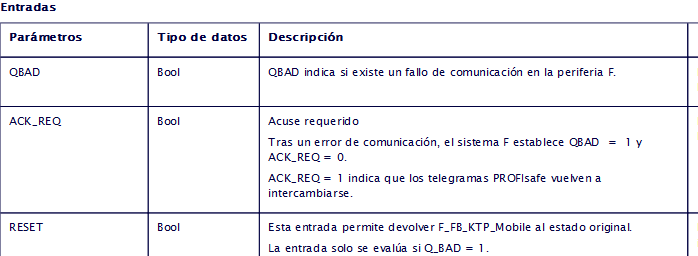 Entradas
Parámetros Tipo de datos Descripción
QBAD Bool QBAD indica si existe un fallo de comunicación en la periferia F.
ACK_REQ Bool Acuse requerido
Tras un error de comunicación, el sistema F establece QBAD = 1 y
ACK_REQ = 0.
ACK_REQ = 1 indica que los telegramas PROFIsafe vuelven a
intercambiarse.
RESET Bool Esta entrada permite devolver F_FB_KTP_Mobile al estado original.
La entrada solo se evalúa si Q_BAD = 1.